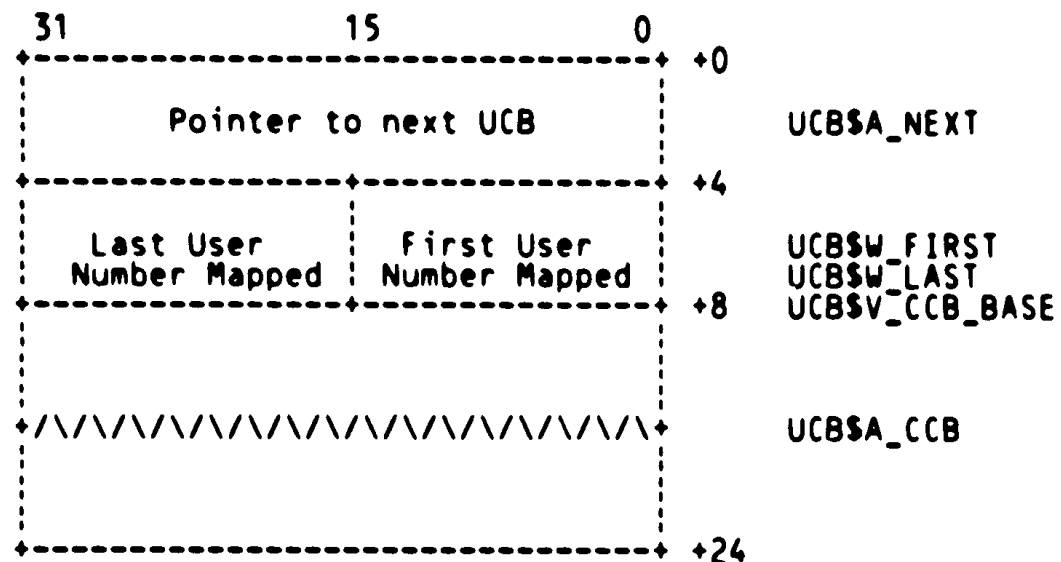 31 15 0
+0
Pointer to next UCB UCB$A_NEXT
+4
Last User First User UCB$W_FIRST
Number Mapped Number Mapped UCB$W_LAST
+8 UCB$V_CCB_BASE
/\/\/\/\/\/\/\/\/\/\/\/\/\/\/\/\ UCB$A_CCB
+24